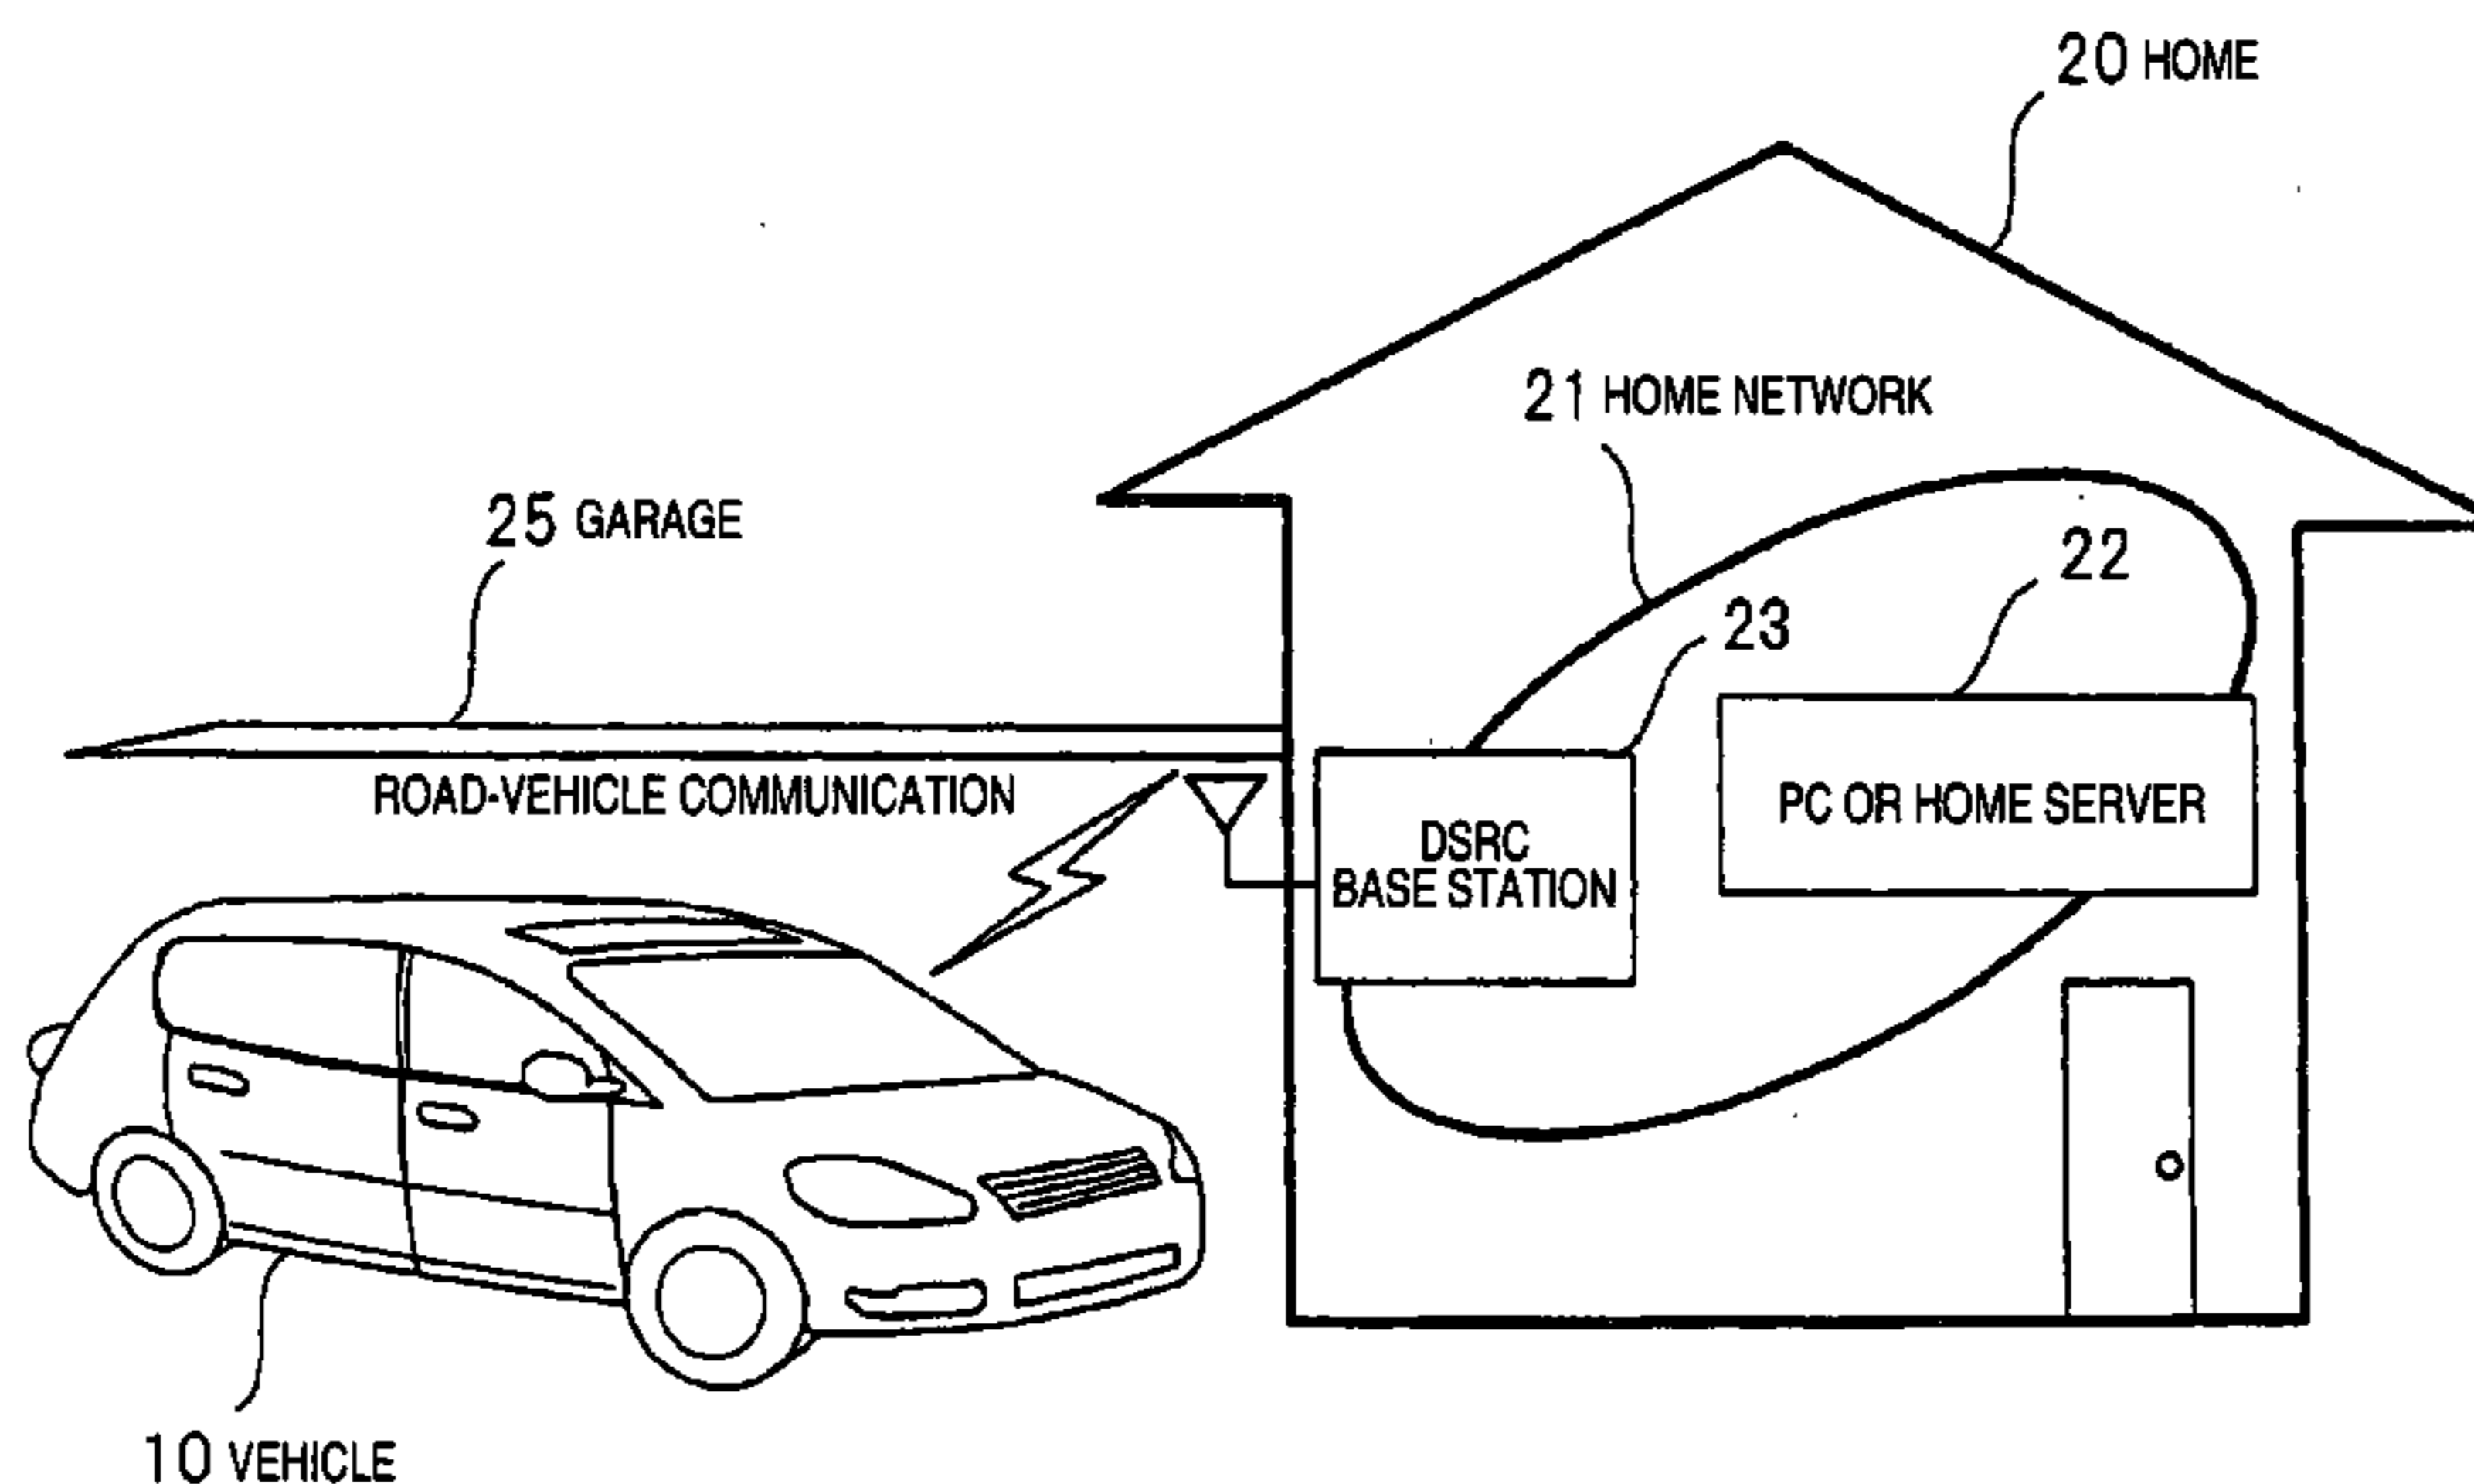 20 HOME
21 HOME NETWORK
25 GARAGE
22
23
ROAD-VEHICLE COMMUNICATION
PC OR HOME SERVER
DSRC
BASE STATION
10 VEHICLE